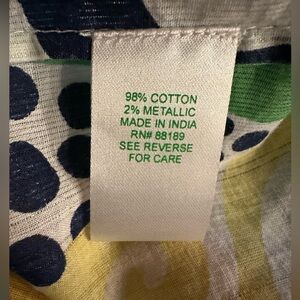 98% COTTON
2% METALLIC
MADE IN INDIA
RN# 88189
SEE REVERSE
FOR CARE